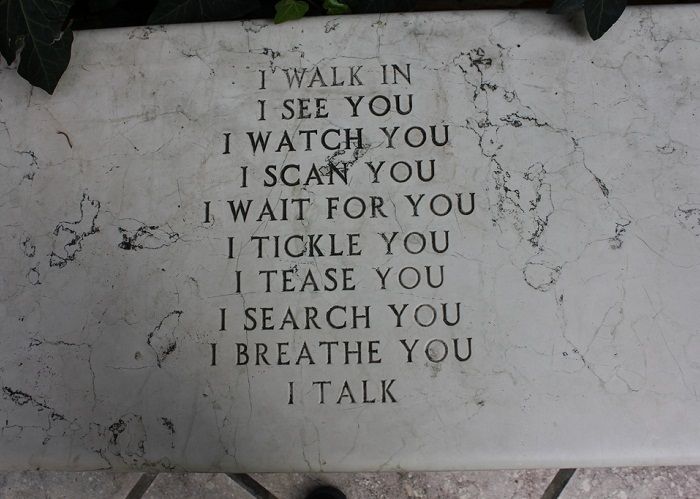 I WALK IN
I SEE YOU
I WATCH YOU
I SCAN YOU
I WAIT FOR YOU
I TICKLE YOU
I TEASE YOU
I SEARCH YOU
I BREATHE YOU
I TALK